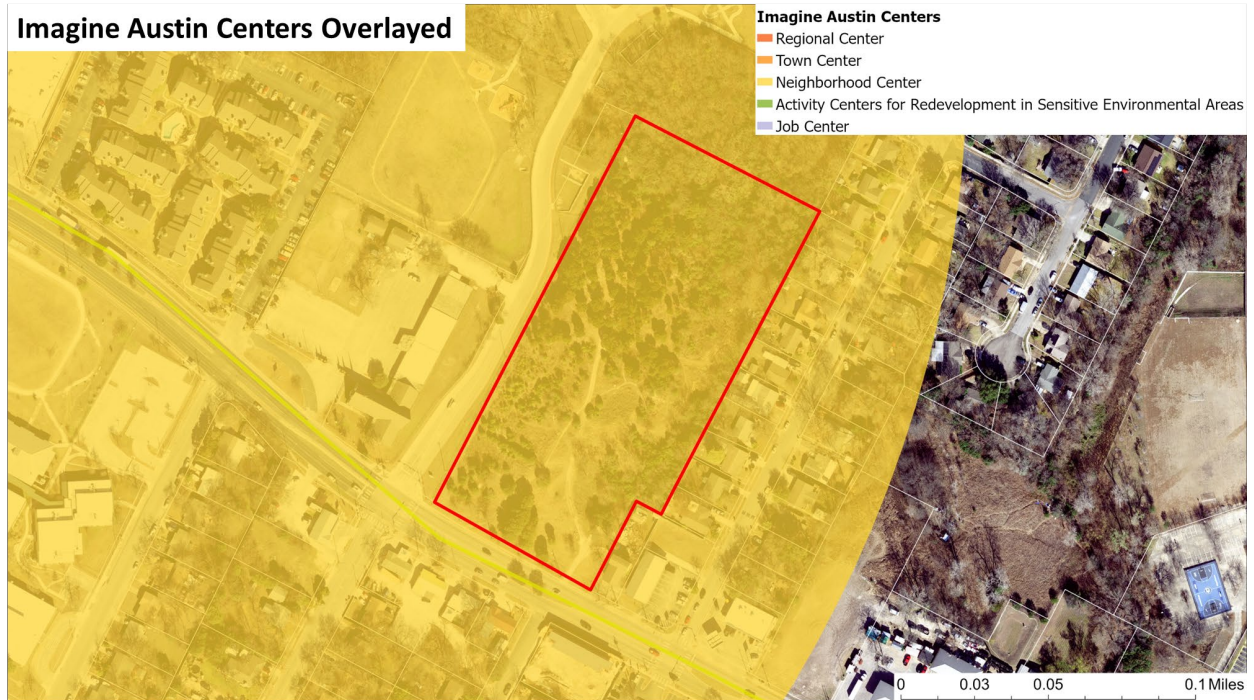 Imagine Austin Centers Overlayed
Imagine Austin Centers
Regional Center
Town Center
Neighborhood Center
Activity Centers for Redevelopment in Sensitive Environmental Areas
Job Center
0 0.03 0.05 0.1 Miles